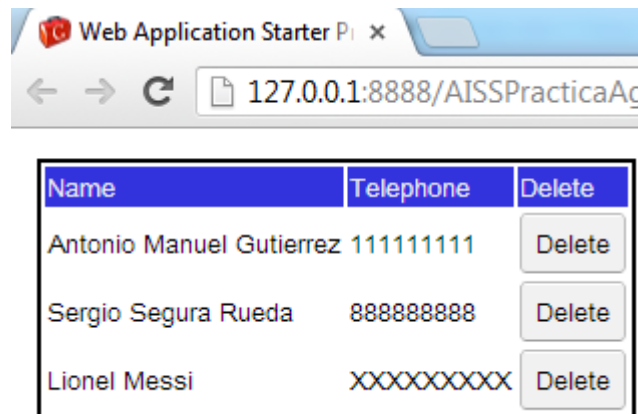 Web Application Starter P
127.0.0.1:8888/AISSPracticaAg
Name Telephone Delete
Antonio Manuel Gutierrez 111111111 Delete
Sergio Segura Rueda 888888888 Delete
Lionel Messi XXXXXXXXX Delete